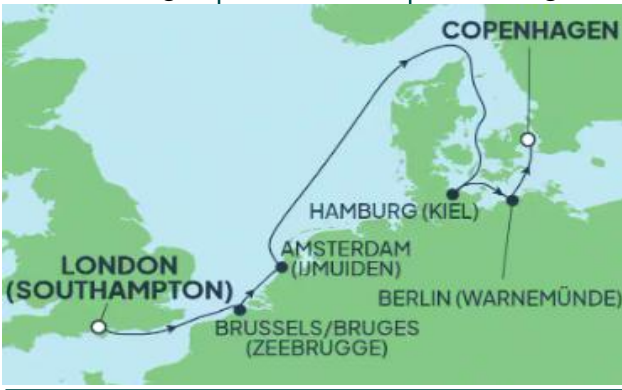 COPENHAGEN
HAMBURG (KIEL)
AMSTERDAM
(IJMUIDEN)
LONDON
(SOUTHAMPTON)
BERLIN (WARNEMÜNDE)
BRUSSELS/BRUGES
(ZEEBRUGGE)